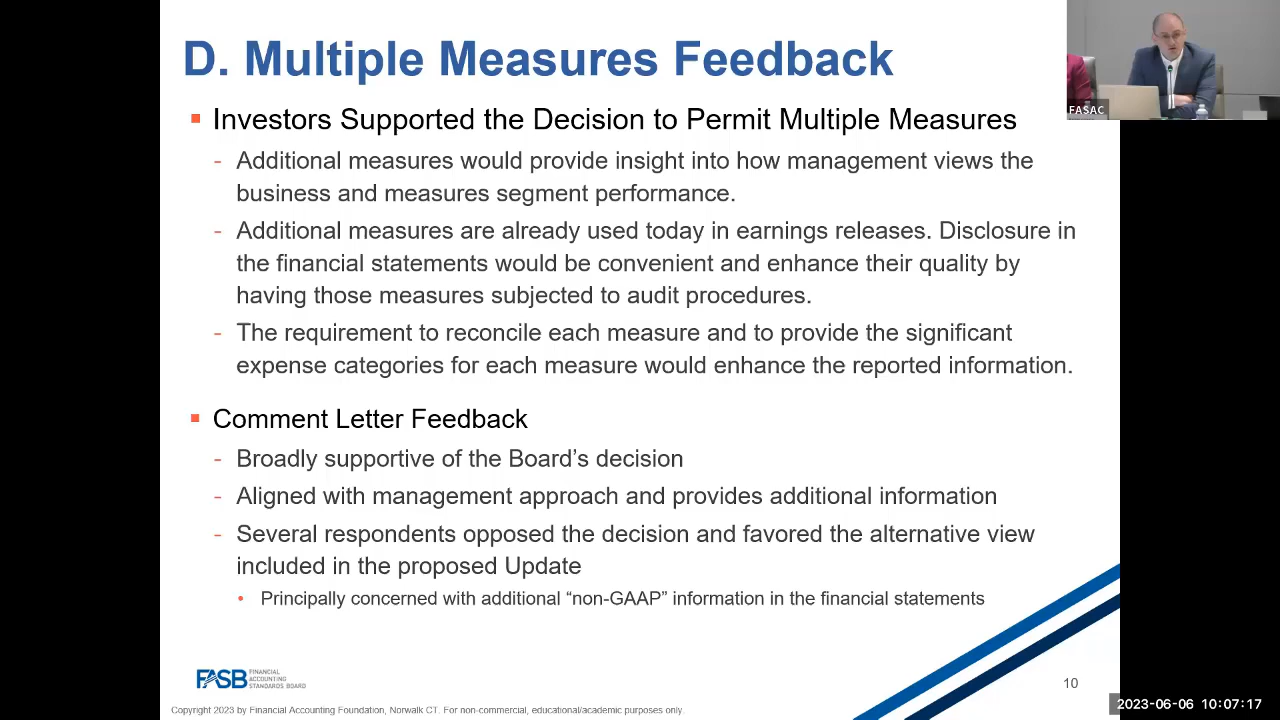 D. Multiple Measures Feedback
FASAC
▪ Investors Supported the Decision to Permit Multiple Measures
- Additional measures would provide insight into how management views the
business and measures segment performance.
- Additional measures are already used today in earnings releases. Disclosure in
the financial statements would be convenient and enhance their quality by
having those measures subjected to audit procedures.
- The requirement to reconcile each measure and to provide the significant
expense categories for each measure would enhance the reported information.
▪ Comment Letter Feedback
- Broadly supportive of the Board’s decision
- Aligned with management approach and provides additional information
- Several respondents opposed the decision and favored the alternative view
included in the proposed Update
• Principally concerned with additional “non-GAAP” information in the financial statements
FASB FINANCIAL
ACCOUNTING
STANDARDS BOARD
10
2023-06-06 10:07:17
Copyright 2023 by Financial Accounting Foundation, Norwalk CT. For non-commercial, educational/academic purposes only.